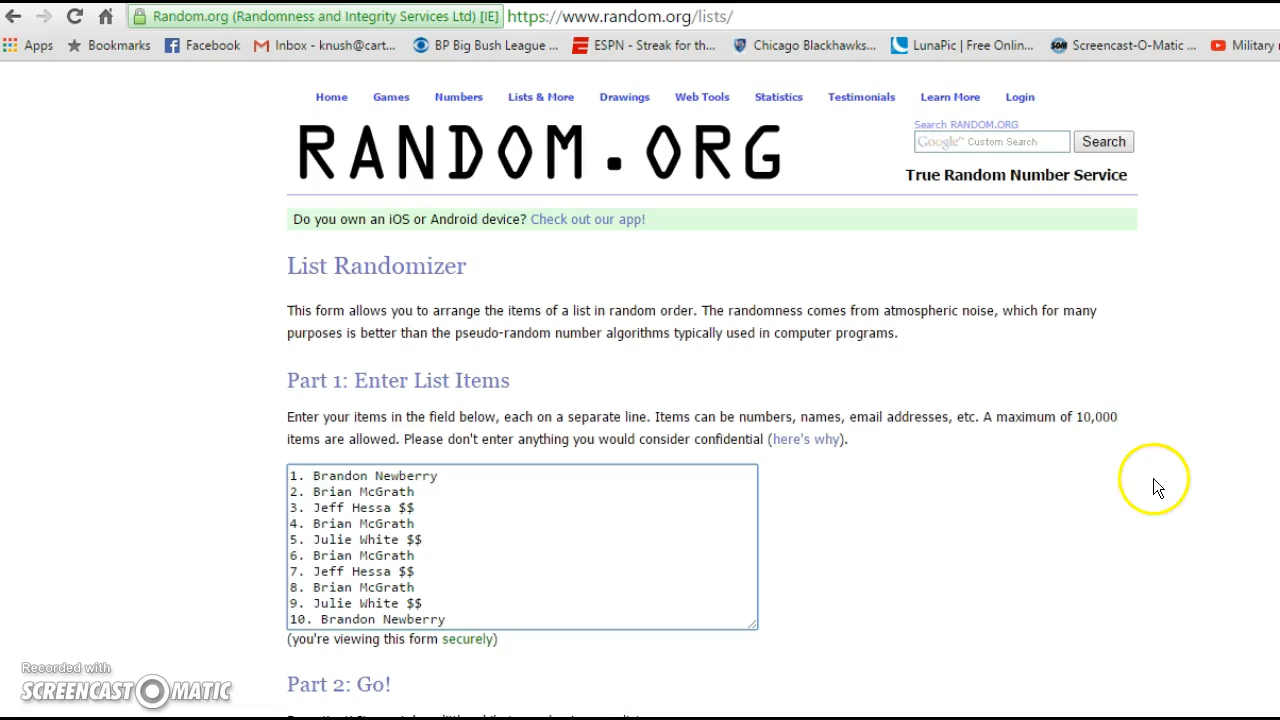 Random.org (Randomness and Integrity Services Ltd) [IE] https://www.random.org/lists/
Apps Bookmarks Facebook Inbox - knush@cart... BP Big Bush League ... ESPN - Streak for th... Chicago Blackhawks... LunaPic | Free Onlin... Screencast-O-Matic ... Military
Home Games Numbers Lists & More Drawings Web Tools Statistics Testimonials Learn More Login
RANDOM.ORG
Search RANDOM.ORG
Google™ Custom Search Search
True Random Number Service
Do you own an iOS or Android device? Check out our app!
List Randomizer
This form allows you to arrange the items of a list in random order. The randomness comes from atmospheric noise, which for many
purposes is better than the pseudo-random number algorithms typically used in computer programs.
Part 1: Enter List Items
Enter your items in the field below, each on a separate line. Items can be numbers, names, email addresses, etc. A maximum of 10,000
items are allowed. Please don't enter anything you would consider confidential (here's why).
1. Brandon Newberry
2. Brian McGrath
3. Jeff Hessa $$
4. Brian McGrath
5. Julie White $$
6. Brian McGrath
7. Jeff Hessa $$
8. Brian McGrath
9. Julie White $$
10. Brandon Newberry
(you're viewing this form securely)
Part 2: Go!
Recorded with
SCREENCAST-O-MATIC